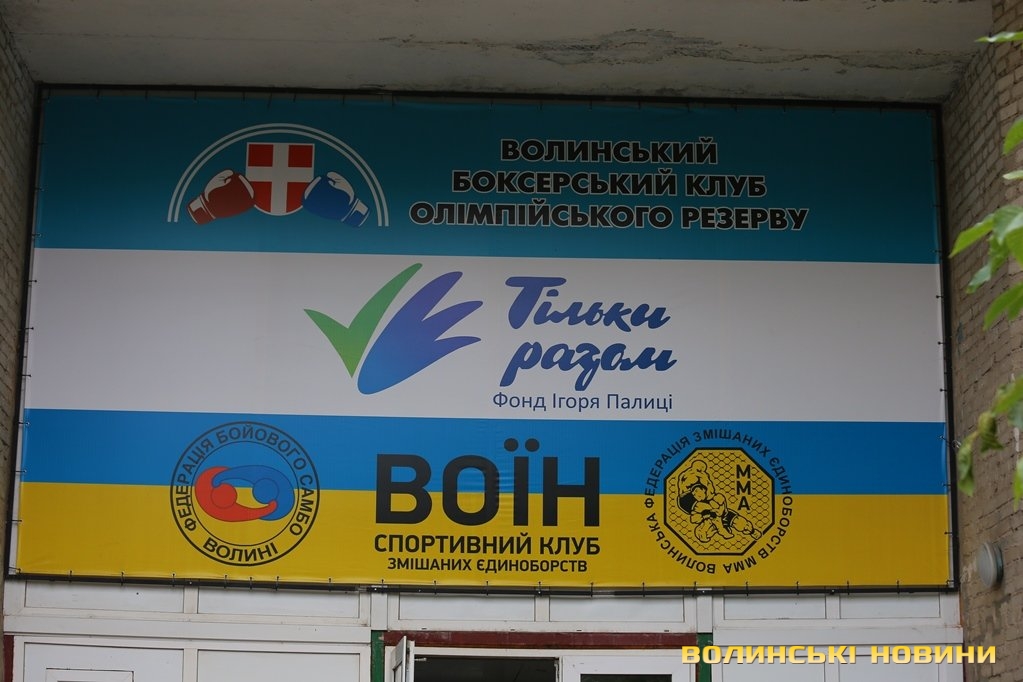 ВОЛИНСЬКИЙ
БОКСЕРСЬКИЙ КЛУБ
ОЛІМПІЙСЬКОГО РЕЗЕРВУ
Тільки
разом
Фонд Ігоря Палиці
ФЕДЕРАЦІЯ БОЙОВОГО САМБО
ВОЛИНІ
ВОЇН
СПОРТИВНИЙ КЛУБ
ЗМІШАНИХ ЄДИНОБОРСТВ
ВОЛИНСЬКА ФЕДЕРАЦІЯ ЗМІШАНИХ ЄДИНОБОРСТВ ММА
ММА
ВОЛИНСЬКІ НОВИНИ